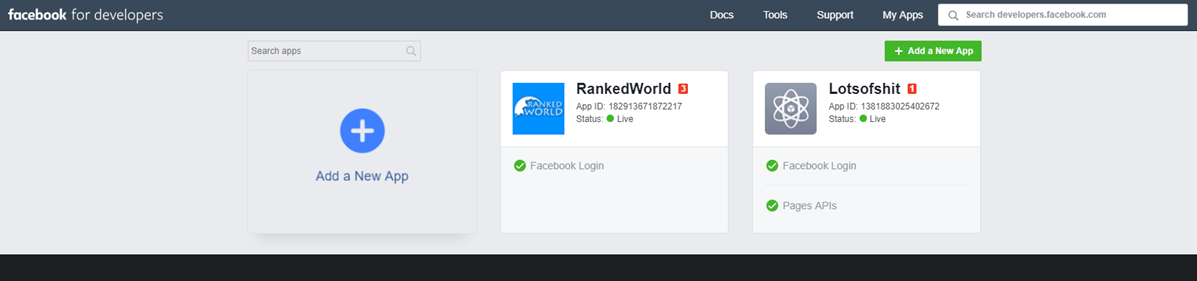 facebook for developers
Docs Tools Support My Apps Search developers.facebook.com
Search apps
+ Add a New App
Add a New App
RANKED
WORLD
RankedWorld 3
App ID: 182913671872217
Status: Live
Facebook Login
Lotsofshit 1
App ID: 1381883025402672
Status: Live
Facebook Login
Pages APIs